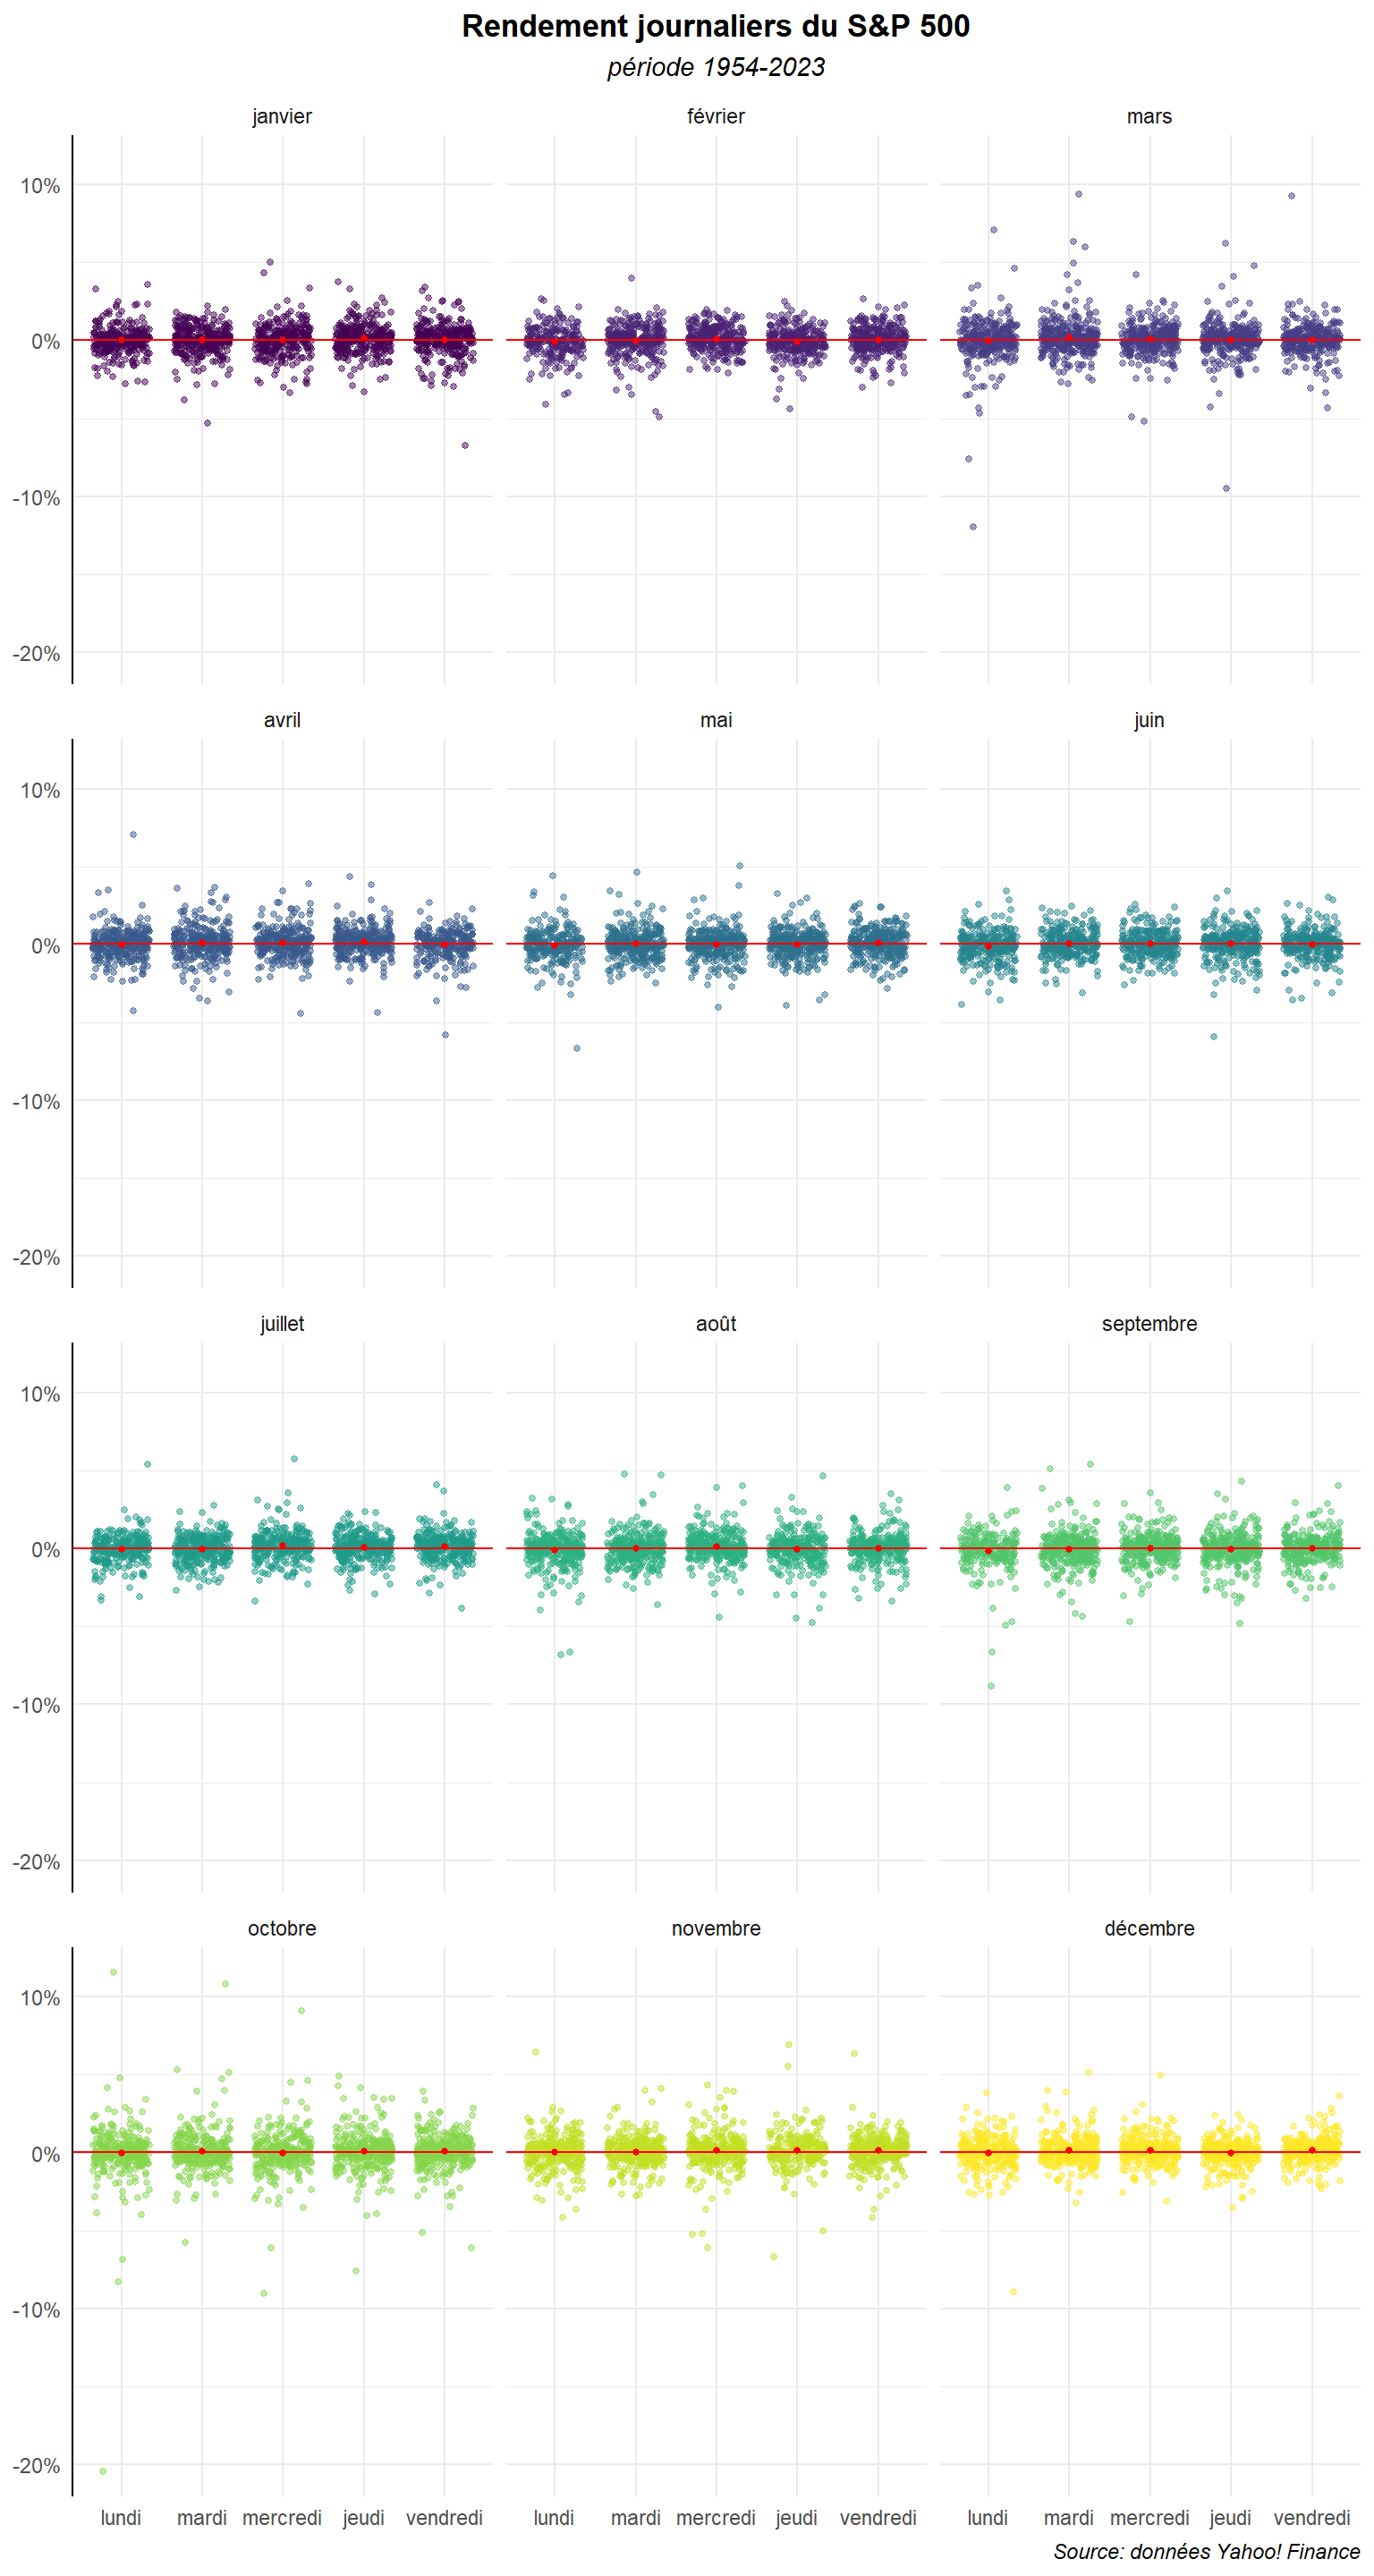 Rendement journaliers du S&P 500
période 1954-2023
janvier février mars
10%
0%
-10%
-20%
avril mai juin
10%
0%
-10%
-20%
juillet août septembre
10%
0%
-10%
-20%
octobre novembre décembre
10%
0%
-10%
-20%
lundi mardi mercredi jeudi vendredi lundi mardi mercredi jeudi vendredi lundi mardi mercredi jeudi vendredi
Source: données Yahoo! Finance